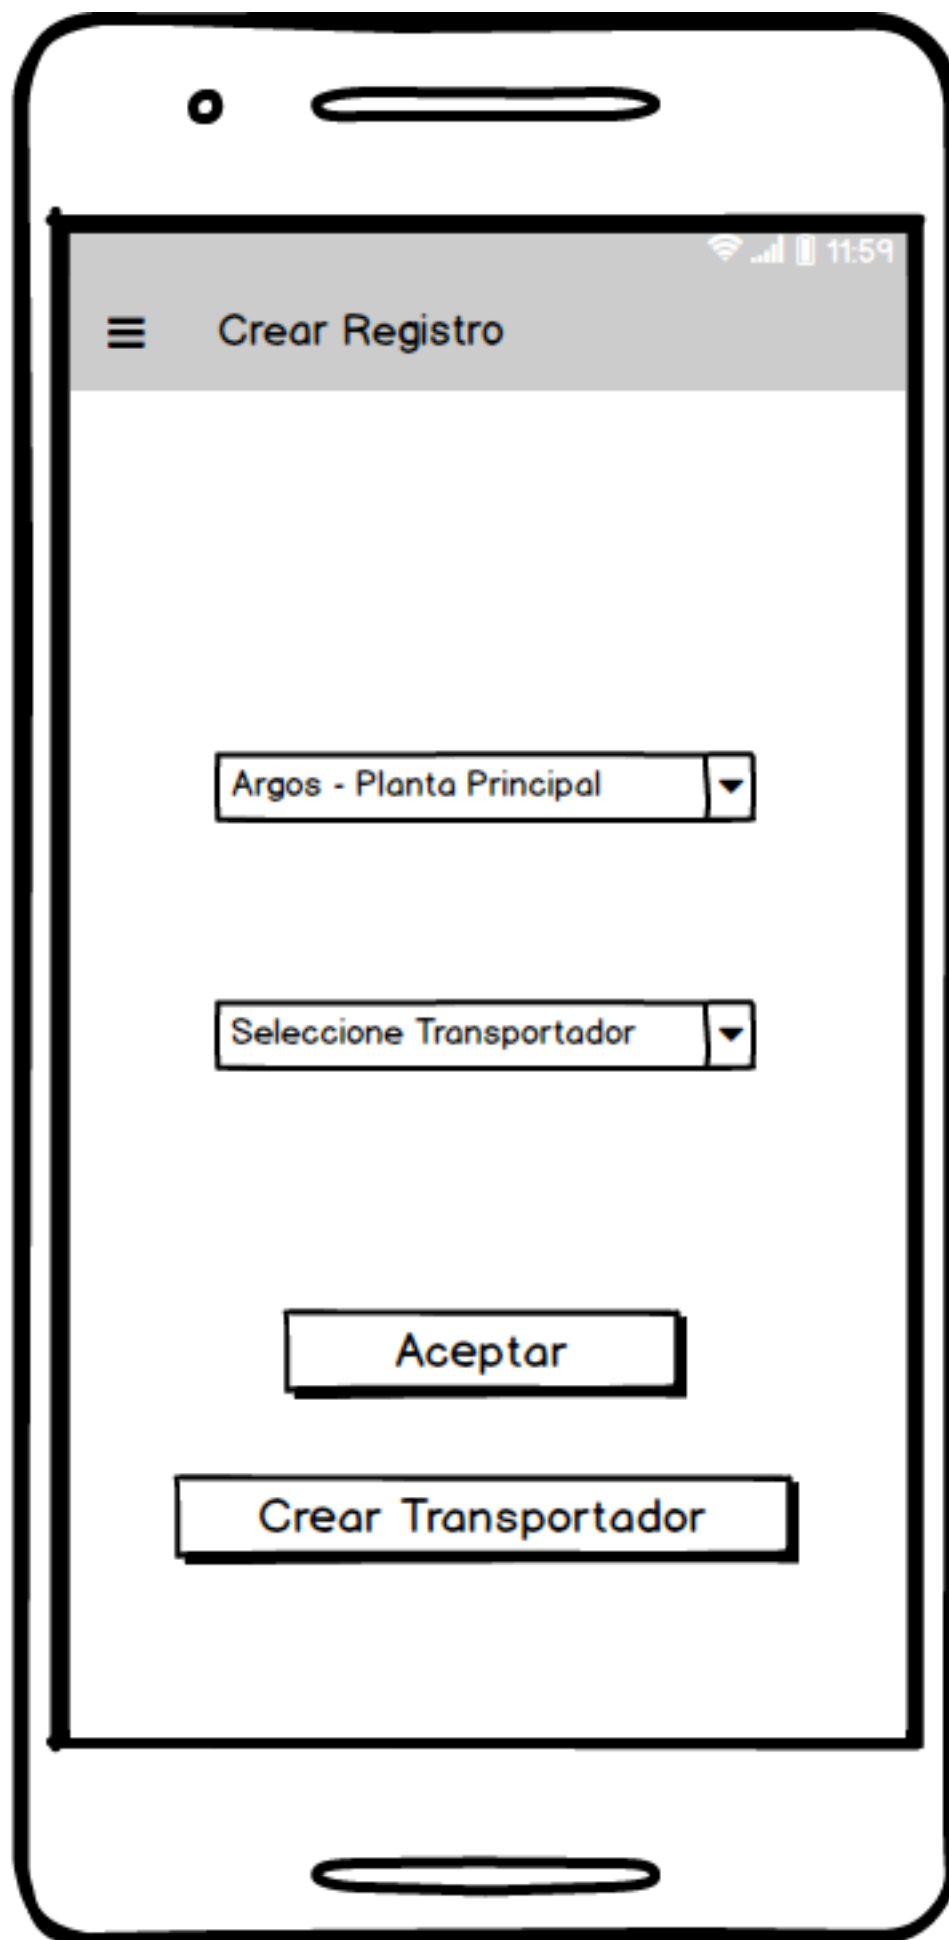 11:59
Crear Registro
Argos - Planta Principal
Seleccione Transportador
Aceptar
Crear Transportador